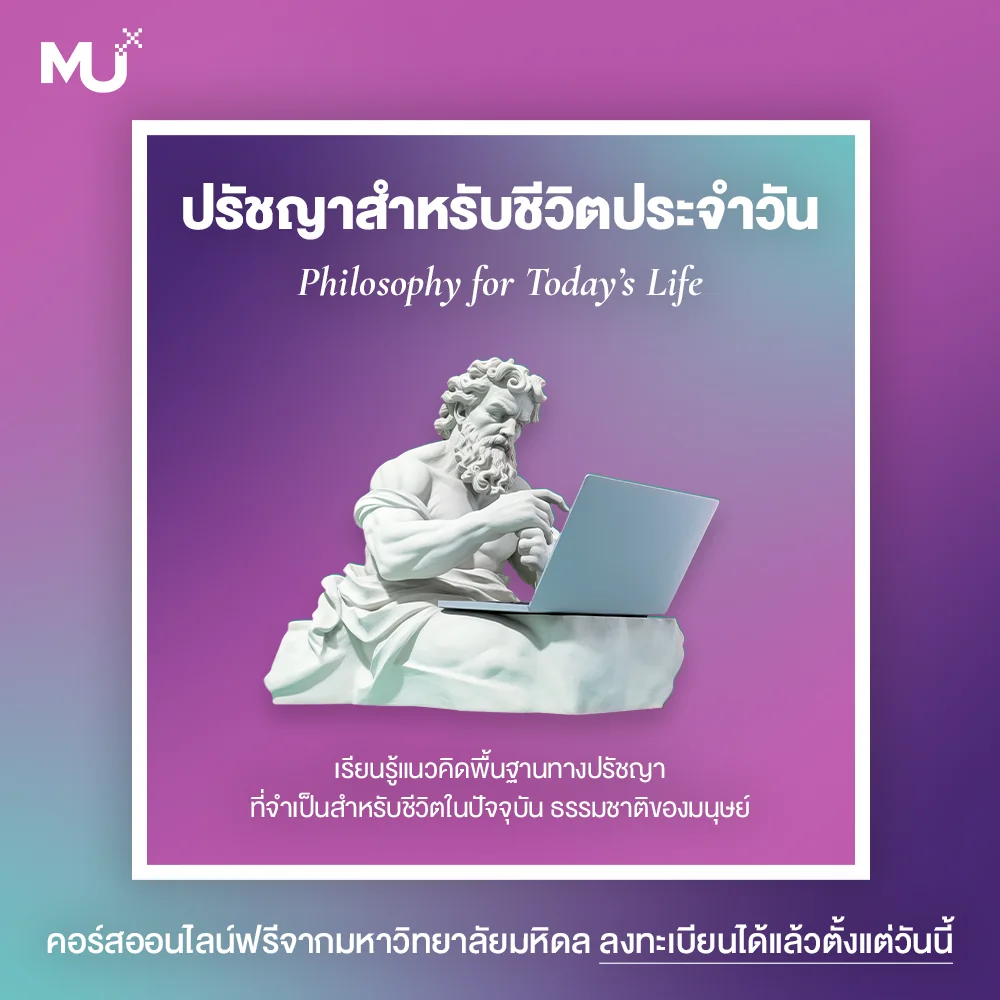 MUx
ปรัชญาสำหรับชีวิตประจำวัน
Philosophy for Today's Life
เรียนรู้แนวคิดพื้นฐานทางปรัชญา
ที่จำเป็นสำหรับชีวิตในปัจจุบัน ธรรมชาติของมนุษย์
คอร์สออนไลน์ฟรีจากมหาวิทยาลัยมหิดล ลงทะเบียนได้แล้วตั้งแต่วันนี้